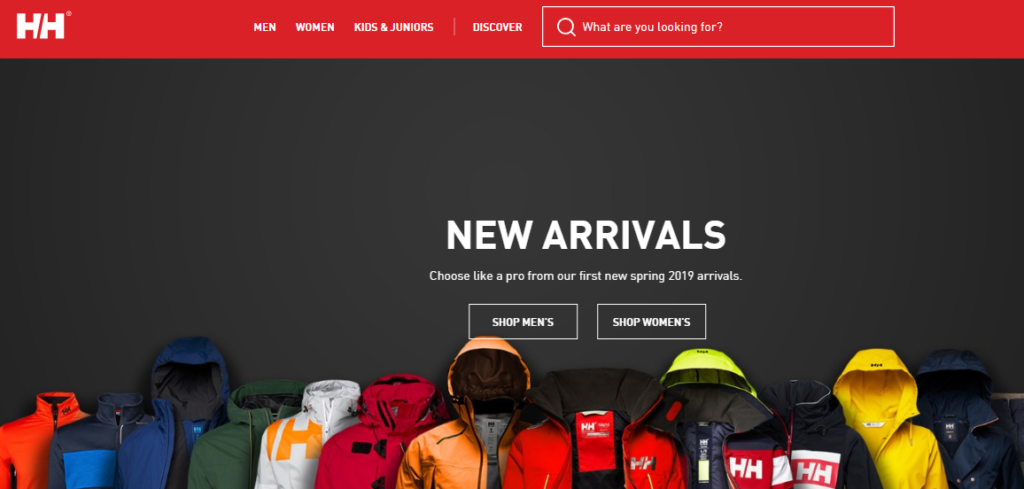 HH®
MEN WOMEN KIDS & JUNIORS DISCOVER What are you looking for?
NEW ARRIVALS
Choose like a pro from our first new spring 2019 arrivals.
SHOP MEN'S SHOP WOMEN'S
HH
HH
HH
HH
HH